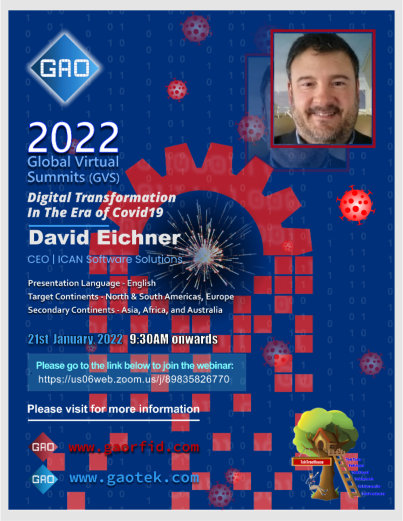 GAO
2022
Global Virtual
Summits (GVS)
Digital Transformation
In The Era of Covid19
David Eichner
CEO | ICAN Software Solutions
Presentation Language - English
Target Continents - North & South Americas, Europe
Secondary Continents - Asia, Africa, and Australia
21st January 2022 9:30AM onwards
Please go to the link below to join the webinar:
https://us06web.zoom.us/j/89835826770
Please visit for more information
GAO
www.gaorfid.com
GAO
www.gaotek.com
TekTreeHouse